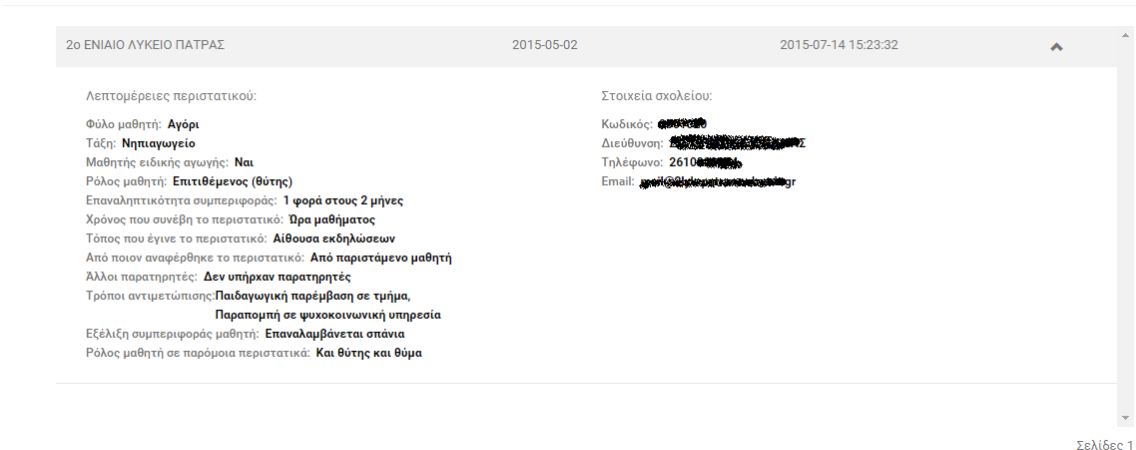 2ο ΕΝΙΑΙΟ ΛΥΚΕΙΟ ΠΑΤΡΑΣ 2015-05-02 2015-07-14 15:23:32
Λεπτομέρειες περιστατικού:
Φύλο μαθητή: Αγόρι
Τάξη: Νηπιαγωγείο
Μαθητής ειδικής αγωγής: Ναι
Ρόλος μαθητή: Επιτιθέμενος (θύτης)
Επαναληπτικότητα συμπεριφοράς: 1 φορά στους 2 μήνες
Χρόνος που συνέβη το περιστατικό: Ώρα μαθήματος
Τόπος που έγινε το περιστατικό: Αίθουσα εκδηλώσεων
Από ποιον αναφέρθηκε το περιστατικό: Από παριστάμενο μαθητή
Άλλοι παρατηρητές: Δεν υπήρχαν παρατηρητές
Τρόποι αντιμετώπισης:Παιδαγωγική παρέμβαση σε τμήμα,
Παραπομπή σε ψυχοκοινωνική υπηρεσία
Εξέλιξη συμπεριφοράς μαθητή: Επαναλαμβάνεται σπάνια
Ρόλος μαθητή σε παρόμοια περιστατικά: Και θύτης και θύμα
Στοιχεία σχολείου:
Κωδικός:
Διεύθυνση:
Τηλέφωνο: 2610
Email:
Σελίδες 1